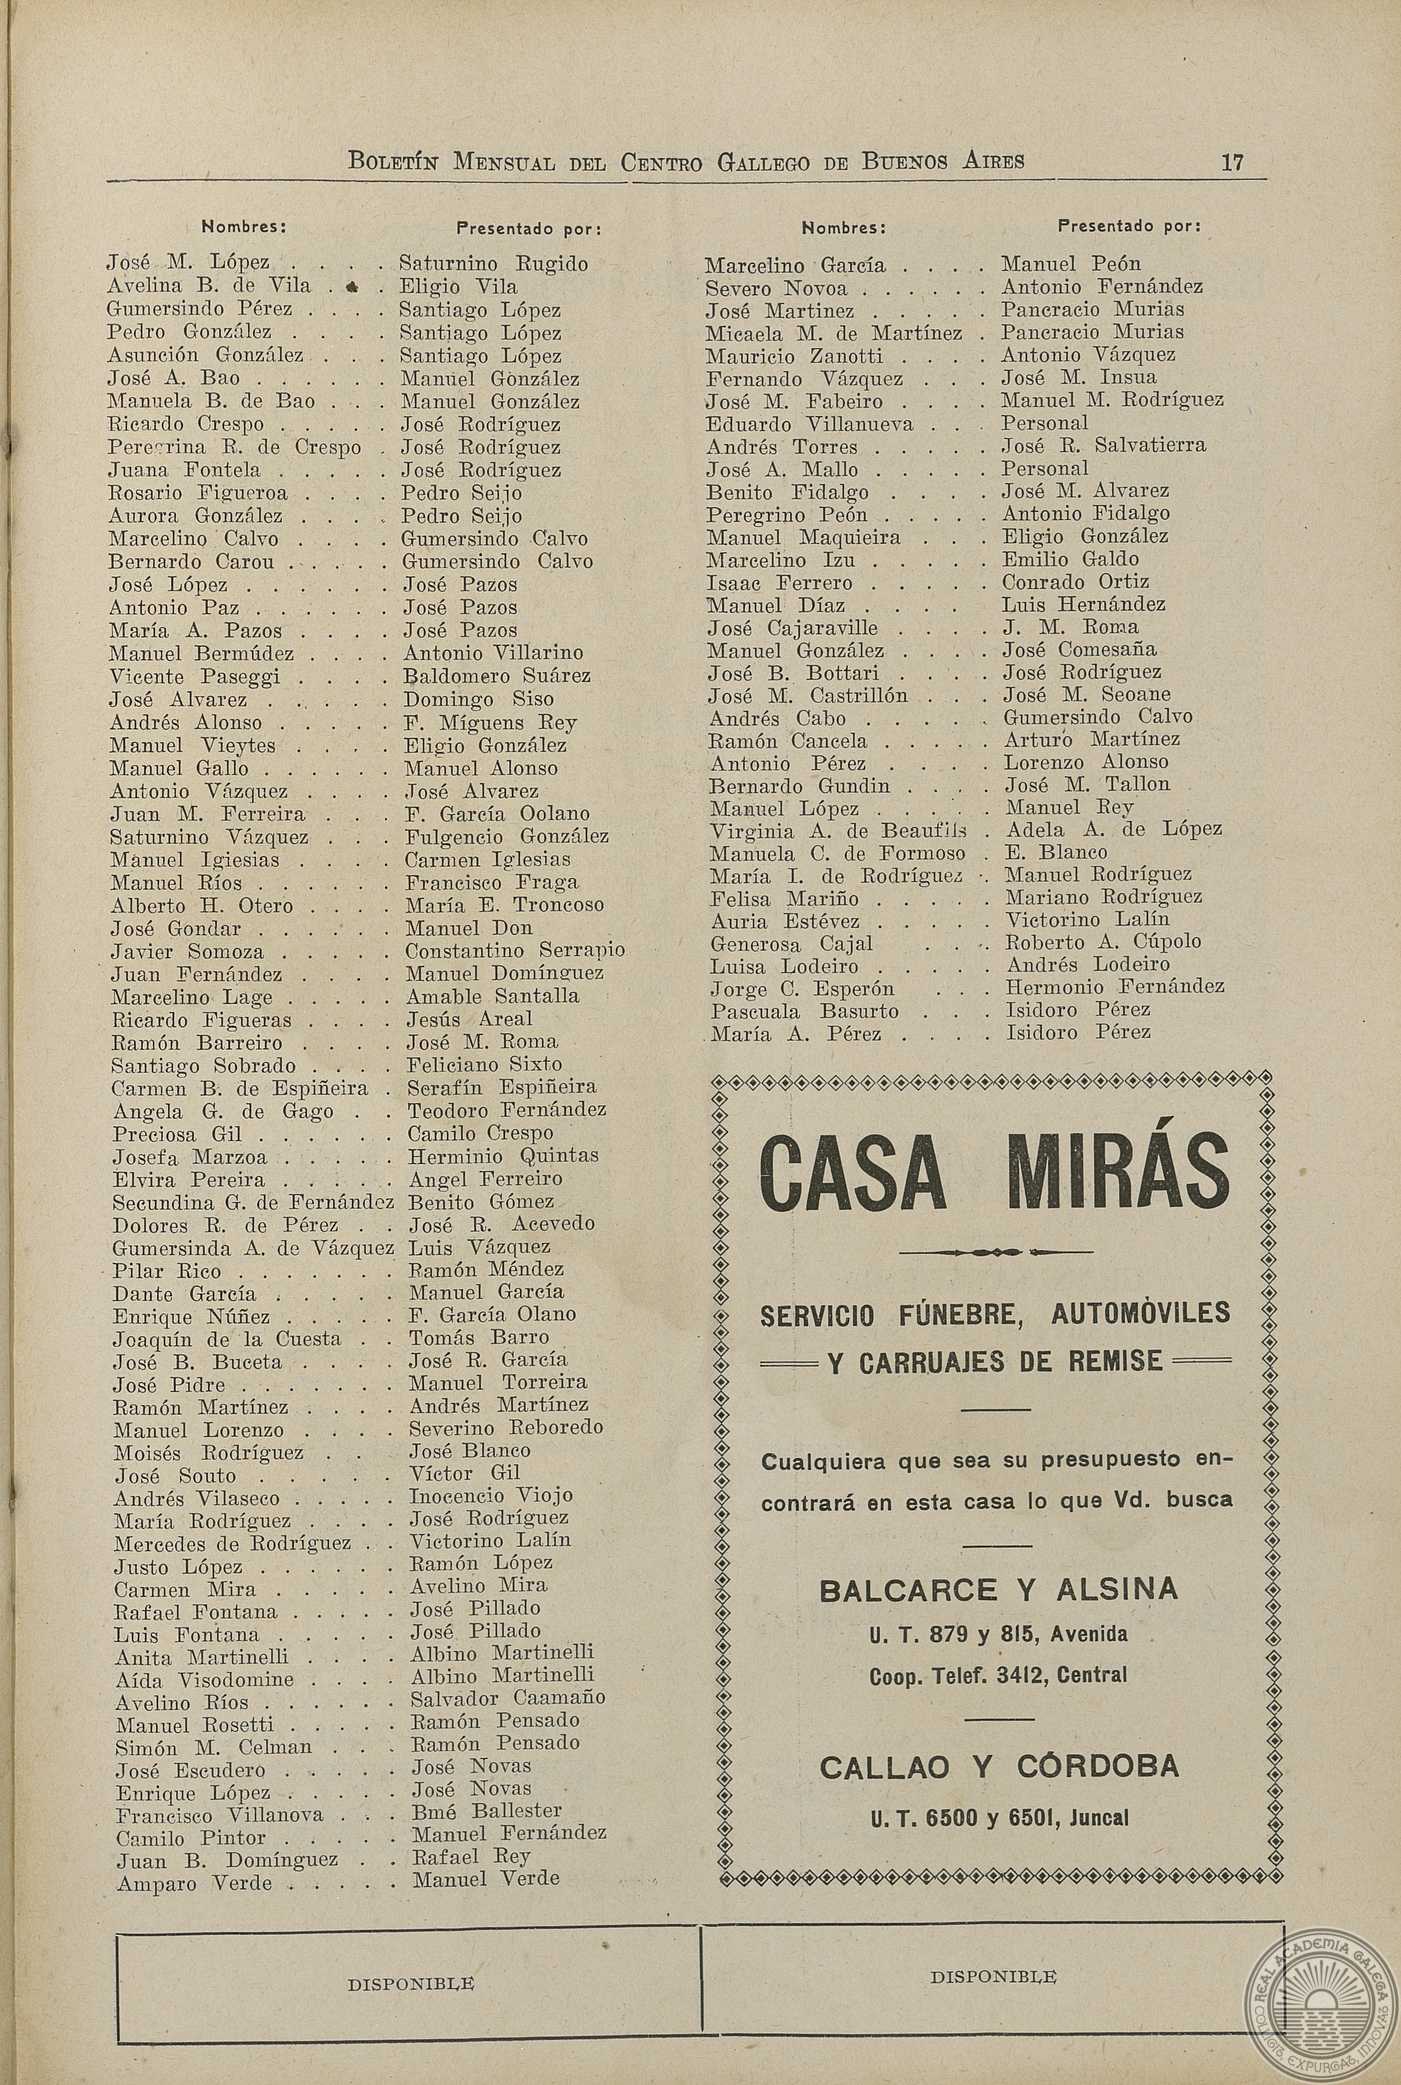 BOLETÍN MENSUAL DEL CENTRO GALLEGO DE BUENOS AIRES 17
Nombres: Presentado por:
José M. López . . . . Saturnino Rugido
Avelina B. de Vila . . . Eligio Vila
Gumersindo Pérez . . . . Santiago López
Pedro González . . . . Santiago López
Asunción González . . . Santiago López
José A. Bao . . . . . . Manuel González
Manuela B. de Bao . . . Manuel González
Ricardo Crespo . . . . . José Rodríguez
Peregrina R. de Crespo . José Rodríguez
Juana Fontela . . . . . José Rodríguez
Rosario Figueroa . . . . Pedro Seijo
Aurora González . . . . Pedro Seijo
Marcelino Calvo . . . . Gumersindo Calvo
Bernardo Carou . . . . . Gumersindo Calvo
José López . . . . . . José Pazos
Antonio Paz . . . . . . José Pazos
María A. Pazos . . . . José Pazos
Manuel Bermúdez . . . . Antonio Villarino
Vicente Paseggi . . . . Baldomero Suárez
José Alvarez . . . . . Domingo Siso
Andrés Alonso . . . . . F. Míguens Rey
Manuel Vieytes . . . . Eligio González
Manuel Gallo . . . . . . Manuel Alonso
Antonio Vázquez . . . . José Alvarez
Juan M. Ferreira . . . F. García Oolano
Saturnino Vázquez . . . Fulgencio González
Manuel Igiesias . . . . Carmen Iglesias
Manuel Ríos . . . . . . Francisco Fraga
Alberto H. Otero . . . . María E. Troncoso
José Gondar . . . . . . Manuel Don
Javier Somoza . . . . . Constantino Serrapio
Juan Fernández . . . . Manuel Domínguez
Marcelino Lage . . . . . Amable Santalla
Ricardo Figueras . . . . Jesús Areal
Ramón Barreiro . . . . José M. Roma
Santiago Sobrado . . . . Feliciano Sixto
Carmen B. de Espiñeira . Serafín Espiñeira
Angela G. de Gago . . Teodoro Fernández
Preciosa Gil . . . . . . Camilo Crespo
Josefa Marzoa . . . . . Herminio Quintas
Elvira Pereira . . . . . Angel Ferreiro
Secundina G. de Fernández Benito Gómez
Dolores R. de Pérez . . José R. Acevedo
Gumersinda A. de Vázquez Luis Vázquez
Pilar Rico . . . . . . . Ramón Méndez
Dante García . . . . . Manuel García
Enrique Núñez . . . . . F. García Olano
Joaquín de la Cuesta . . Tomás Barro
José B. Buceta . . . . José R. García
José Pidre . . . . . . . Manuel Torreira
Ramón Martínez . . . . Andrés Martínez
Manuel Lorenzo . . . . Severino Reboredo
Moisés Rodríguez . . José Blanco
José Souto . . . . . Víctor Gil
Andrés Vilaseco . . . . . Inocencio Viojo
María Rodríguez . . . . José Rodríguez
Mercedes de Rodríguez . . Victorino Lalín
Justo López . . . . . . Ramón López
Carmen Mira . . . . . Avelino Mira
Rafael Fontana . . . . . José Pillado
Luis Fontana . . . . . José Pillado
Anita Martinelli . . . . Albino Martinelli
Aída Visodomine . . . . Albino Martinelli
Avelino Ríos . . . . . . Salvador Caamaño
Manuel Rosetti . . . . . Ramón Pensado
Simón M. Celman . . . Ramón Pensado
José Escudero . . . . . José Novas
Enrique López . . . . . José Novas
Francisco Villanova . . . Bmé Ballester
Camilo Pintor . . . . . Manuel Fernández
Juan B. Domínguez . . Rafael Rey
Amparo Verde . . . . . Manuel Verde
Nombres: Presentado por:
Marcelino García . . . . Manuel Peón
Severo Novoa . . . . . . Antonio Fernández
José Martinez . . . . . Pancracio Murias
Micaela M. de Martínez . Pancracio Murias
Mauricio Zanotti . . . . Antonio Vázquez
Fernando Vázquez . . . José M. Insua
José M. Fabeiro . . . . Manuel M. Rodríguez
Eduardo Villanueva . . . Personal
Andrés Torres . . . . . José R. Salvatierra
José A. Mallo . . . . . Personal
Benito Fidalgo . . . . José M. Alvarez
Peregrino Peón . . . . . Antonio Fidalgo
Manuel Maquieira . . . Eligio González
Marcelino Izu . . . . . Emilio Galdo
Isaac Ferrero . . . . . Conrado Ortiz
Manuel Díaz . . . . Luis Hernández
José Cajaraville . . . . J. M. Roma
Manuel González . . . . José Comesaña
José B. Bottari . . . . José Rodríguez
José M. Castrillón . . . José M. Seoane
Andrés Cabo . . . . . Gumersindo Calvo
Ramón Cancela . . . . . Arturo Martínez
Antonio Pérez . . . . Lorenzo Alonso
Bernardo Gundin . . . . José M. Tallon
Manuel López . . . . . Manuel Rey
Virginia A. de Beaufils . Adela A. de López
Manuela C. de Formoso . E. Blanco
María I. de Rodríguez . Manuel Rodríguez
Felisa Mariño . . . . . Mariano Rodríguez
Auria Estévez . . . . . Victorino Lalín
Generosa Cajal . . . Roberto A. Cúpolo
Luisa Lodeiro . . . . . Andrés Lodeiro
Jorge C. Esperón . . . Hermonio Fernández
Pascuala Basurto . . . Isidoro Pérez
María A. Pérez . . . . Isidoro Pérez
CASA MIRÁS
SERVICIO FÚNEBRE, AUTOMÓVILES
Y CARRUAJES DE REMISE
Cualquiera que sea su presupuesto en-
contrará en esta casa lo que Vd. busca
BALCARCE Y ALSINA
U. T. 879 y 815, Avenida
Coop. Telef. 3412, Central
CALLAO Y CÓRDOBA
U. T. 6500 y 6501, Juncal
DISPONIBLE
DISPONIBLE
REAL ACADEMIA GALEGA
COLLIGIT, EXPURGAT, INNOVAT